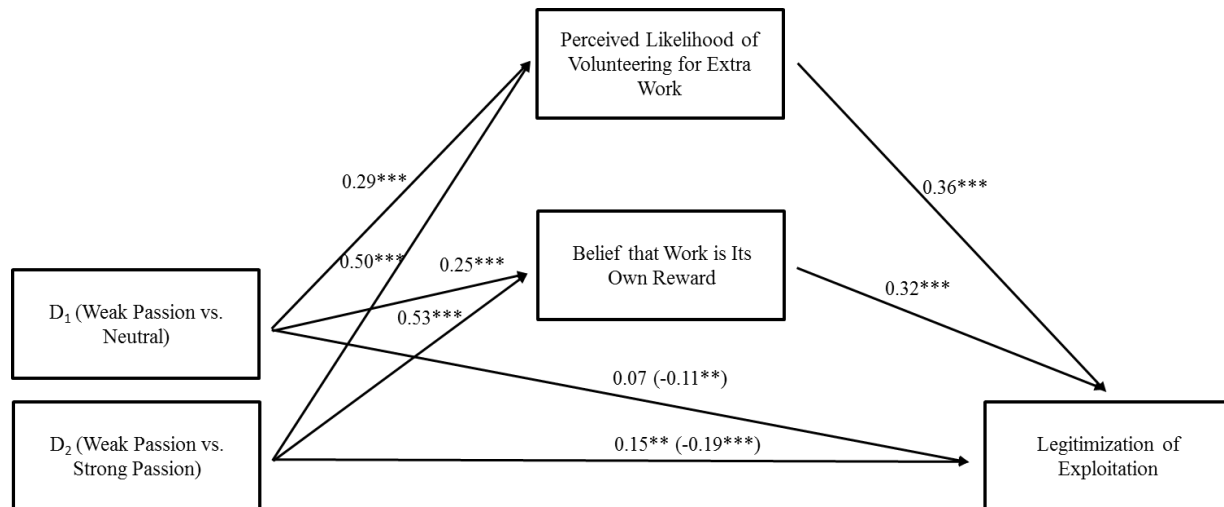 Perceived Likelihood of
Volunteering for Extra
Work
0.29***
0.36***
0.50***
0.25***
Belief that Work is Its
Own Reward
0.32***
0.53***
D₁ (Weak Passion vs.
Neutral)
0.07 (-0.11**)
D₂ (Weak Passion vs.
Strong Passion)
0.15** (-0.19***)
Legitimization of
Exploitation